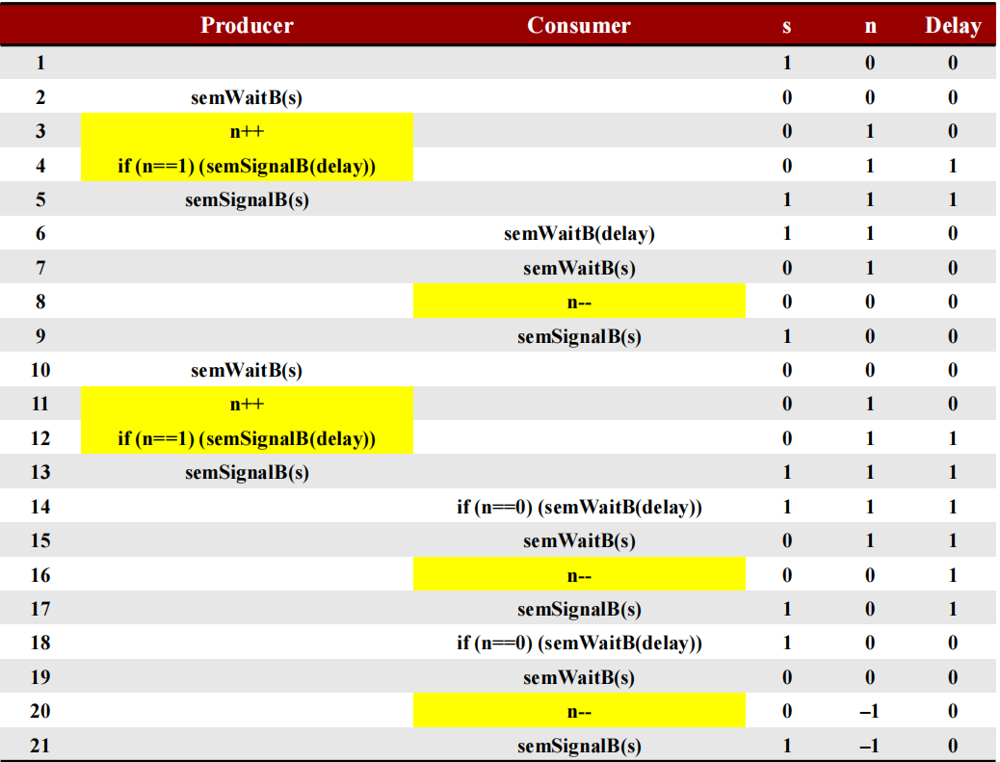 Producer Consumer s n Delay
1 1 0 0
2 semWaitB(s) 0 0 0
3 n++ 0 1 0
4 if (n==1) (semSignalB(delay)) 0 1 1
5 semSignalB(s) 1 1 1
6 semWaitB(delay) 1 1 0
7 semWaitB(s) 0 1 0
8 n-- 0 0 0
9 semSignalB(s) 1 0 0
10 semWaitB(s) 0 0 0
11 n++ 0 1 0
12 if (n==1) (semSignalB(delay)) 0 1 1
13 semSignalB(s) 1 1 1
14 if (n==0) (semWaitB(delay)) 1 1 1
15 semWaitB(s) 0 1 1
16 n-- 0 0 1
17 semSignalB(s) 1 0 1
18 if (n==0) (semWaitB(delay)) 1 0 0
19 semWaitB(s) 0 0 0
20 n-- 0 –1 0
21 semSignalB(s) 1 –1 0